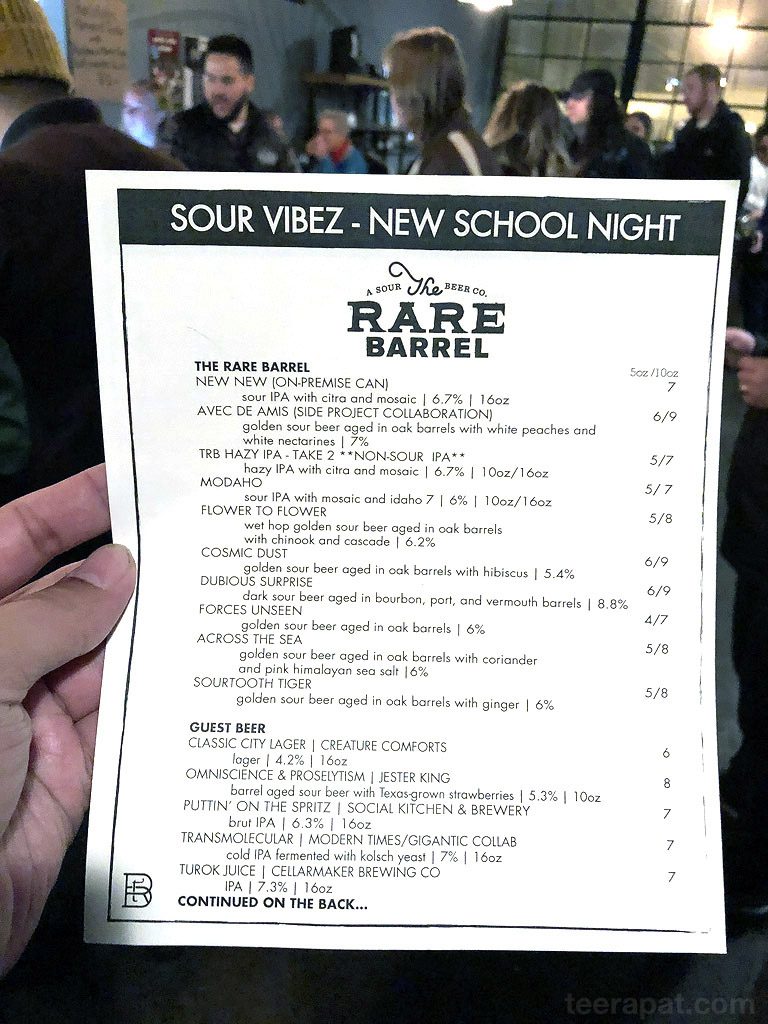 SOUR VIBEZ - NEW SCHOOL NIGHT
A SOUR The BEER CO.
RARE
BARREL
THE RARE BARREL 5oz /10oz
NEW NEW (ON-PREMISE CAN) 7
sour IPA with citra and mosaic | 6.7% | 16oz
AVEC DE AMIS (SIDE PROJECT COLLABORATION) 6/9
golden sour beer aged in oak barrels with white peaches and
white nectarines | 7%
TRB HAZY IPA - TAKE 2 **NON-SOUR IPA** 5/7
hazy IPA with citra and mosaic | 6.7% | 10oz/16oz
MODAHO 5/ 7
sour IPA with mosaic and idaho 7 | 6% | 10oz/16oz
FLOWER TO FLOWER 5/8
wet hop golden sour beer aged in oak barrels
with chinook and cascade | 6.2%
COSMIC DUST 6/9
golden sour beer aged in oak barrels with hibiscus | 5.4%
DUBIOUS SURPRISE 6/9
dark sour beer aged in bourbon, port, and vermouth barrels | 8.8%
FORCES UNSEEN 4/7
golden sour beer aged in oak barrels | 6%
ACROSS THE SEA 5/8
golden sour beer aged in oak barrels with coriander
and pink himalayan sea salt |6%
SOURTOOTH TIGER 5/8
golden sour beer aged in oak barrels with ginger | 6%
GUEST BEER
CLASSIC CITY LAGER | CREATURE COMFORTS 6
lager | 4.2% | 16oz
OMNISCIENCE & PROSELYTISM | JESTER KING 8
barrel aged sour beer with Texas-grown strawberries | 5.3% | 10oz
PUTTIN' ON THE SPRITZ | SOCIAL KITCHEN & BREWERY 7
brut IPA | 6.3% | 16oz
TRANSMOLECULAR | MODERN TIMES/GIGANTIC COLLAB 7
cold IPA fermented with kolsch yeast | 7% | 16oz
TUROK JUICE | CELLARMAKER BREWING CO 7
IPA | 7.3% | 16oz
CONTINUED ON THE BACK...
teerapat.com